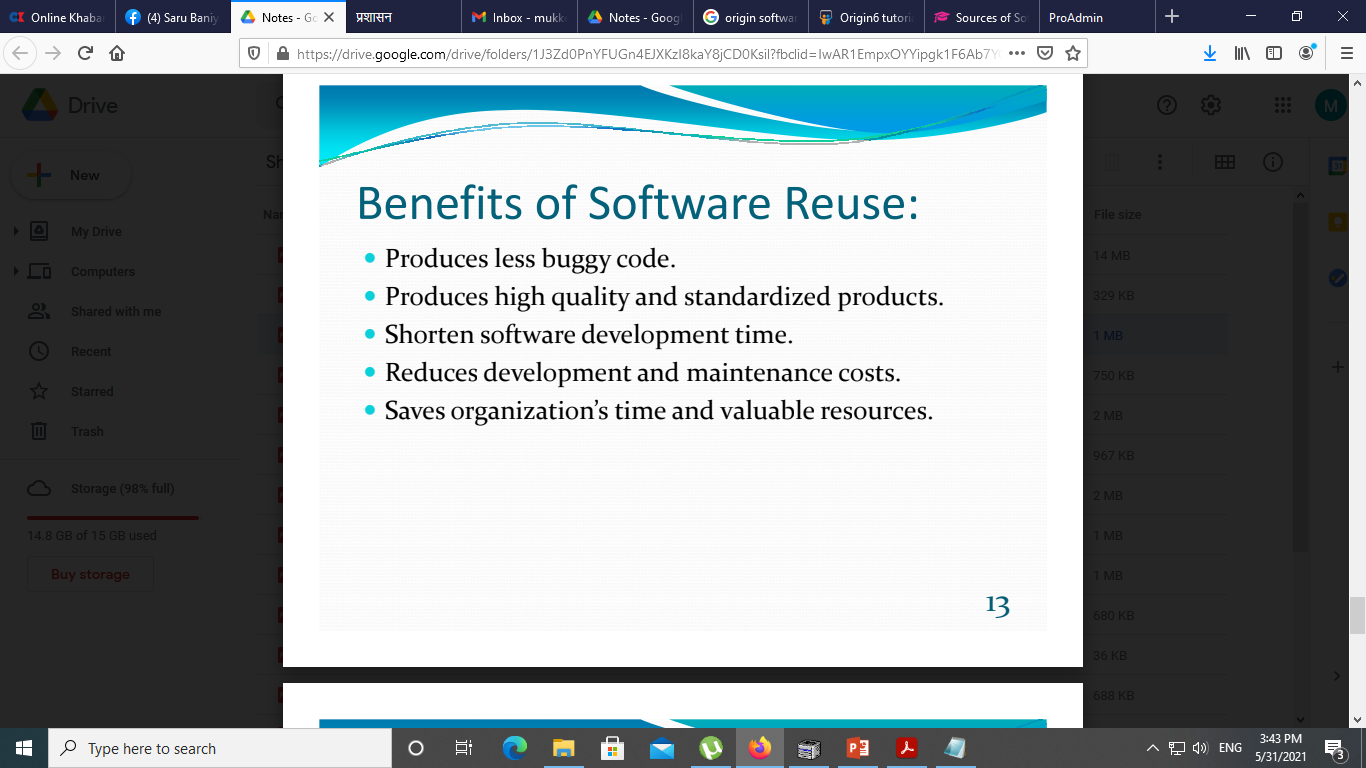 Online Khabar
(4) Saru Baniy
Notes - Go
प्रशासन
Inbox - mukk
Notes - Googl
origin softwar
Origin6 tutori
Sources of So
ProAdmin
https://drive.google.com/drive/folders/1J3Zd0PnYFUGn4EJXKzI8kaY8jCD0Ksil?fbclid=IwAR1EmpxOYYipgk1F6Ab7Y
Drive
M
New
My Drive
Computers
Shared with me
Recent
Starred
Trash
Storage (98% full)
14.8 GB of 15 GB used
Buy storage
Sh
Nan
Benefits of Software Reuse:
Produces less buggy code.
Produces high quality and standardized products.
Shorten software development time.
Reduces development and maintenance costs.
Saves organization’s time and valuable resources.
13
File size
14 MB
329 KB
1 MB
750 KB
2 MB
967 KB
2 MB
1 MB
1 MB
680 KB
36 KB
688 KB
Type here to search
ENG
3:43 PM
5/31/2021
3